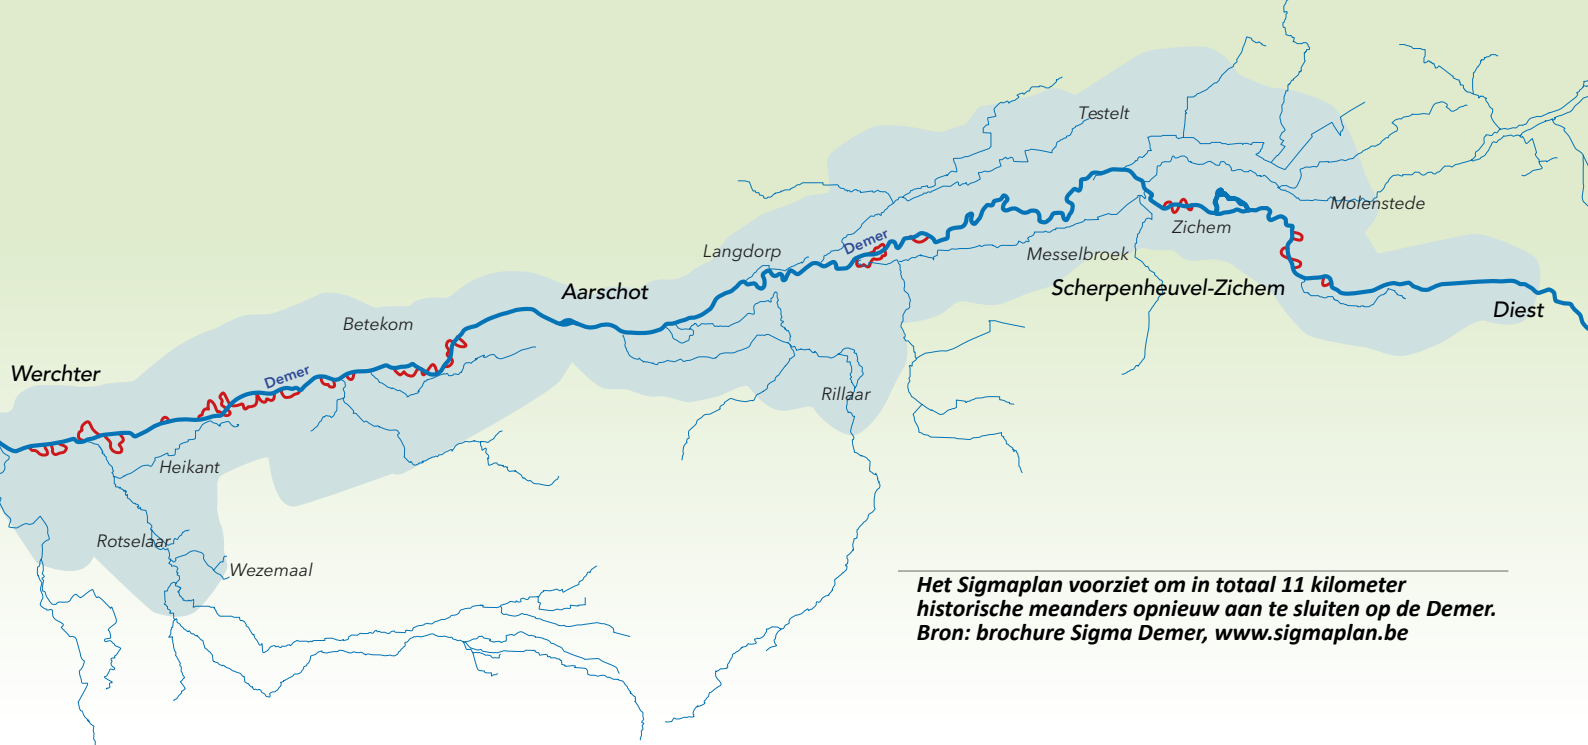 Testelt
Molenstede
Zichem
Demer
Langdorp
Messelbroek
Scherpenheuvel-Zichem
Aarschot
Diest
Betekom
Werchter
Demer
Rillaar
Heikant
Rotselaar
Wezemaal
Het Sigmaplan voorziet om in totaal 11 kilometer
historische meanders opnieuw aan te sluiten op de Demer.
Bron: brochure Sigma Demer, www.sigmaplan.be